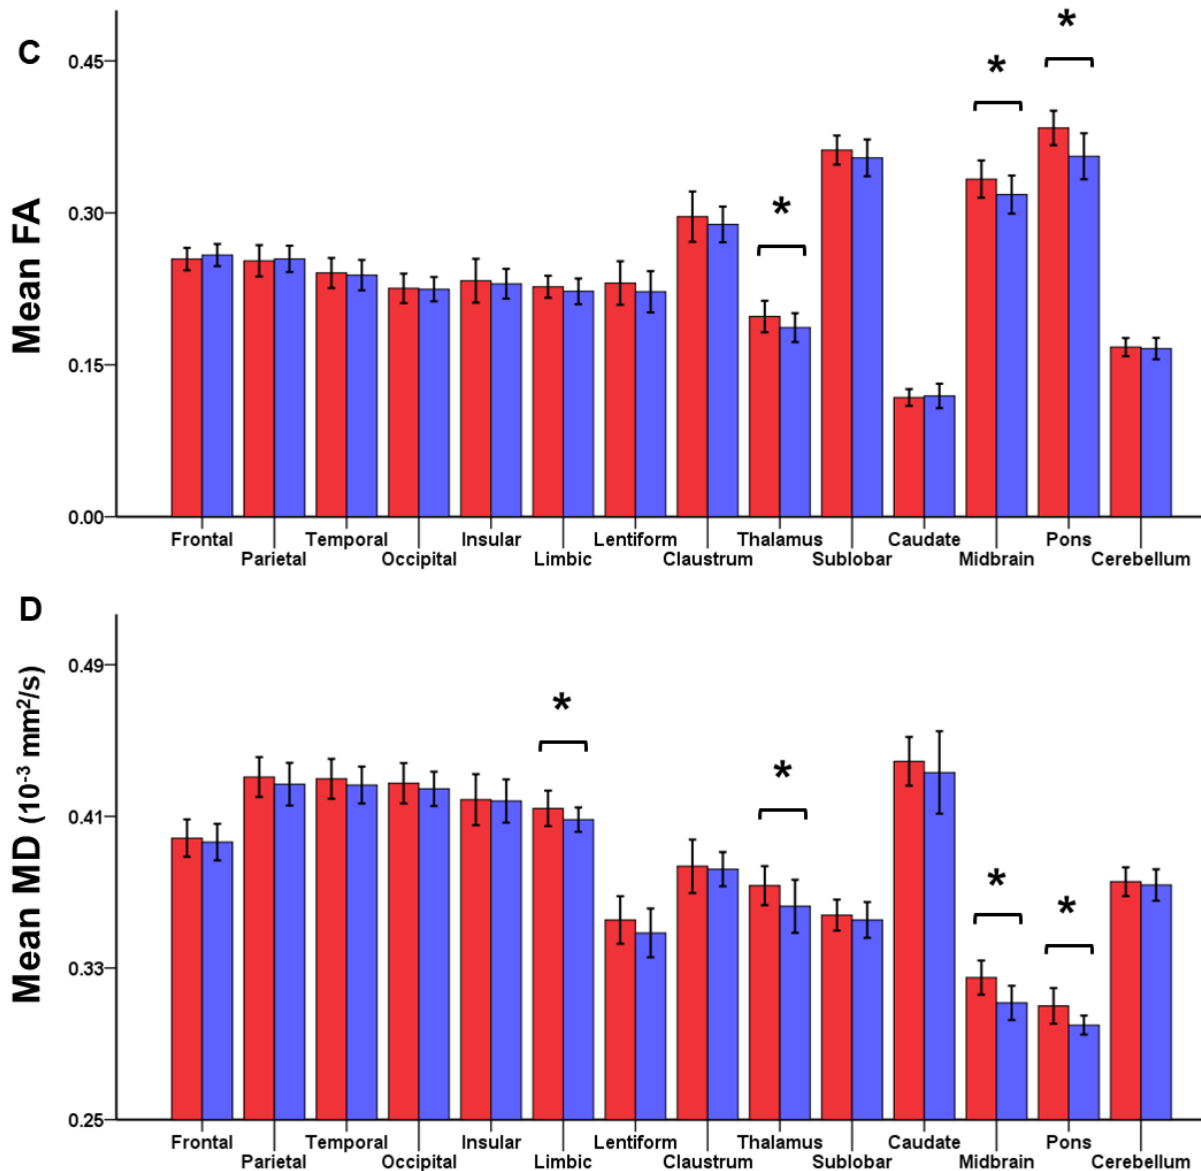 C
Mean FA
0.45
0.30
0.15
0.00
* * * 
Frontal Temporal Insular Lentiform Thalamus Caudate Pons
Parietal Occipital Limbic Claustrum Sublobar Midbrain Cerebellum
D
Mean MD (10⁻³ mm²/s)
0.49
0.41
0.33
0.25
* * * *
Frontal Temporal Insular Lentiform Thalamus Caudate Pons
Parietal Occipital Limbic Claustrum Sublobar Midbrain Cerebellum